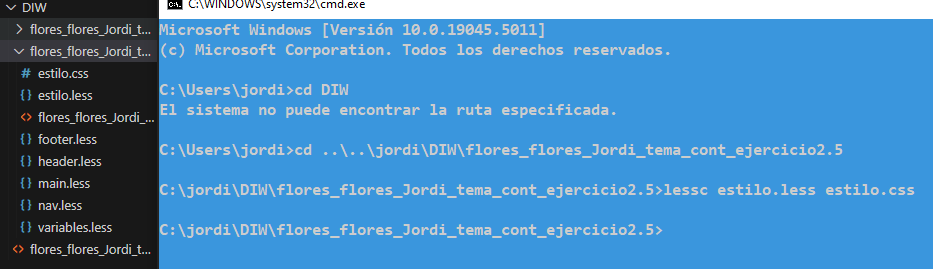 DIW
flores_flores_Jordi_t...
flores_flores_Jordi_t...
# estilo.css
{} estilo.less
<> flores_flores_Jordi_...
{} footer.less
{} header.less
{} main.less
{} nav.less
{} variables.less
<> flores_flores_Jordi_t...
C:\WINDOWS\system32\cmd.exe
Microsoft Windows [Versión 10.0.19045.5011]
(c) Microsoft Corporation. Todos los derechos reservados.
C:\Users\jordi>cd DIW
El sistema no puede encontrar la ruta especificada.
C:\Users\jordi>cd ..\..\jordi\DIW\flores_flores_Jordi_tema_cont_ejercicio2.5
C:\jordi\DIW\flores_flores_Jordi_tema_cont_ejercicio2.5>lessc estilo.less estilo.css
C:\jordi\DIW\flores_flores_Jordi_tema_cont_ejercicio2.5>